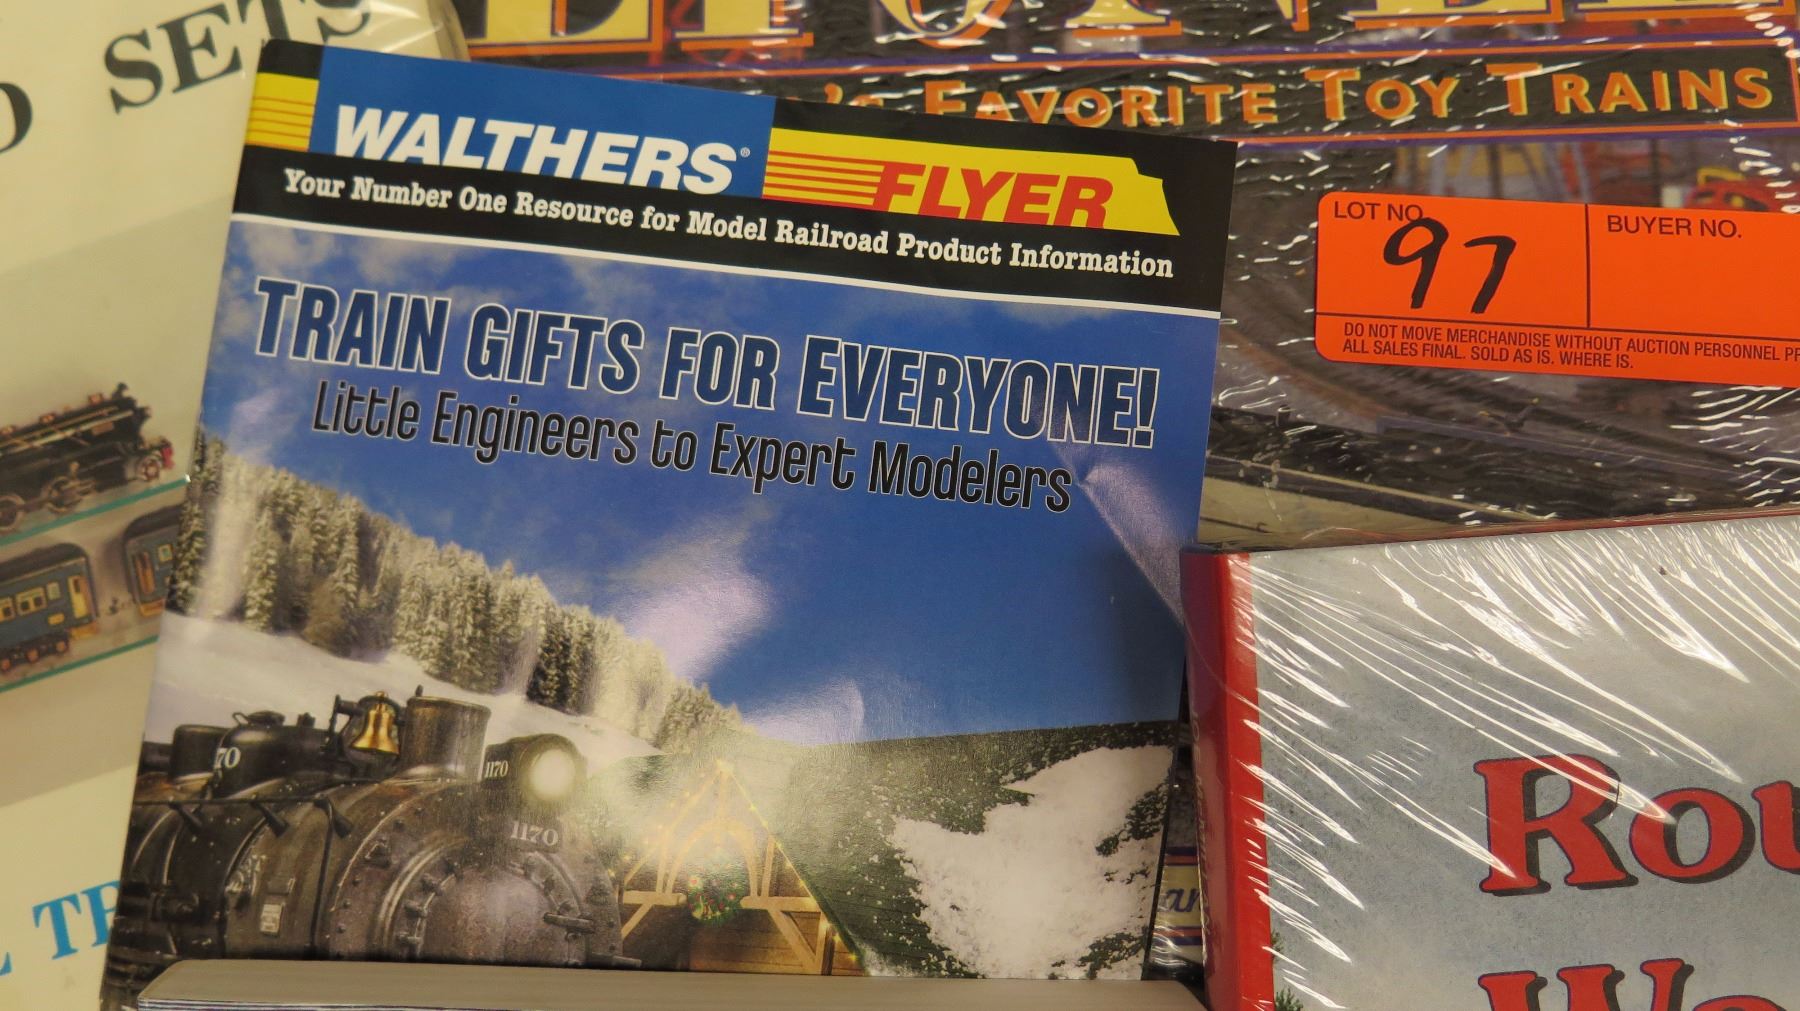 SETS
WALTHERS® FLYER
Your Number One Resource for Model Railroad Product Information
TRAIN GIFTS FOR EVERYONE!
Little Engineers to Expert Modelers
70
1170
1170
's FAVORITE TOY TRAINS
LOT NO. 97
BUYER NO.
DO NOT MOVE MERCHANDISE WITHOUT AUCTION PERSONNEL
ALL SALES FINAL. SOLD AS IS. WHERE IS.